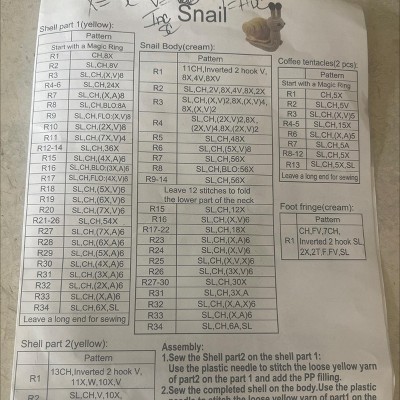 Snail
Shell part 1(yellow):
Pattern
Start with a Magic Ring
R1 CH,8X
R2 SL,CH,8V
R3 SL,CH,(X,V)8
R4-6 SL,CH,24X
R7 SL,CH,(X,A)8
R8 SL,CH,BLO:8A
R9 SL,CH,FLO:(X,V)8
R10 SL,CH,(2X,V)8
R11 SL,CH,(7X,V)4
R12-14 SL,CH,36X
R15 SL,CH,(4X,A)6
R16 SL,CH,BLO:(3X,A)6
R17 SL,CH,FLO:(4X,V)6
R18 SL,CH,(5X,V)6
R19 SL,CH,(6X,V)6
R20 SL,CH,(7X,V)6
R21-26 SL,CH,54X
R27 SL,CH,(7X,A)6
R28 SL,CH,(6X,A)6
R29 SL,CH,(5X,A)6
R30 SL,CH,(4X,A)6
R31 SL,CH,(3X,A)6
R32 SL,CH,(2X,A)6
R33 SL,CH,(X,A)6
R34 SL,CH,6X,SL
Leave a long end for sewing
Shell part 2(yellow):
Pattern
R1 13CH,Inverted 2 hook V,
11X,W,10X,V
SL,CH,V,10X,
Snail Body(cream):
Pattern
R1 11CH,Inverted 2 hook V,
8X,4V,8XV
R2 SL,CH,2V,8X,4V,8X,2X
R3 SL,CH,(X,V)2,8X,(X,V)4,
8X,(X,V)2
R4 SL,CH,(2X,V)2,8X,
(2X,V)4,8X,(2X,V)2
R5 SL,CH,48X
R6 SL,CH,(5X,V)8
R7 SL,CH,56X
R8 SL,CH,BLO:56X
R9-14 SL,CH,56X
Leave 12 stitches to fold
the lower part of the neck
R15 SL,CH,12X
R16 SL,CH,(X,V)6
R17-22 SL,CH,18X
R23 SL,CH,(X,A)6
R24 SL,CH,(X,V)6
R25 SL,CH,(X,V,X)6
R26 SL,CH,(3X,V)6
R27-30 SL,CH,30X
R31 SL,CH,3X,A
R32 SL,CH,(X,A,X)6
R33 SL,CH,(X,A)6
R34 SL,CH,6A,SL
Coffee tentacles(2 pcs):
Pattern
Start with a Magic Ring
R1 CH,5X
R2 SL,CH,5V
R3 SL,CH,(X,V)5
R4-5 SL,CH,15X
R6 SL,CH,(X,A)5
R7 SL,CH,5A
R8-12 SL,CH,5X
R13 SL,CH,5X,SL
Leave a long end for sewing
Foot fringe(cream):
Pattern
R1 CH,FV,7CH,
Inverted 2 hook SL
2X,2T,F,FV,SL
Assembly:
1.Sew the Shell part2 on the shell part 1:
Use the plastic needle to stitch the loose yellow yarn
of part2 on the part 1 and add the PP filling.
2.Sew the completed shell on the body.Use the plastic
needle to stitch the loose yellow yarn of part1 on the